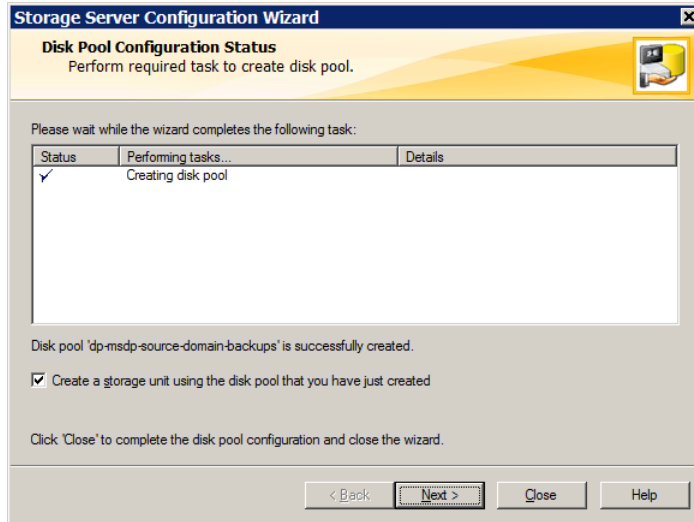 Storage Server Configuration Wizard
Disk Pool Configuration Status
Perform required task to create disk pool.
Please wait while the wizard completes the following task:
Status Performing tasks... Details
Creating disk pool
Disk pool 'dp-msdp-source-domain-backups' is successfully created.
Create a storage unit using the disk pool that you have just created
Click 'Close' to complete the disk pool configuration and close the wizard.
< Back Next > Close Help